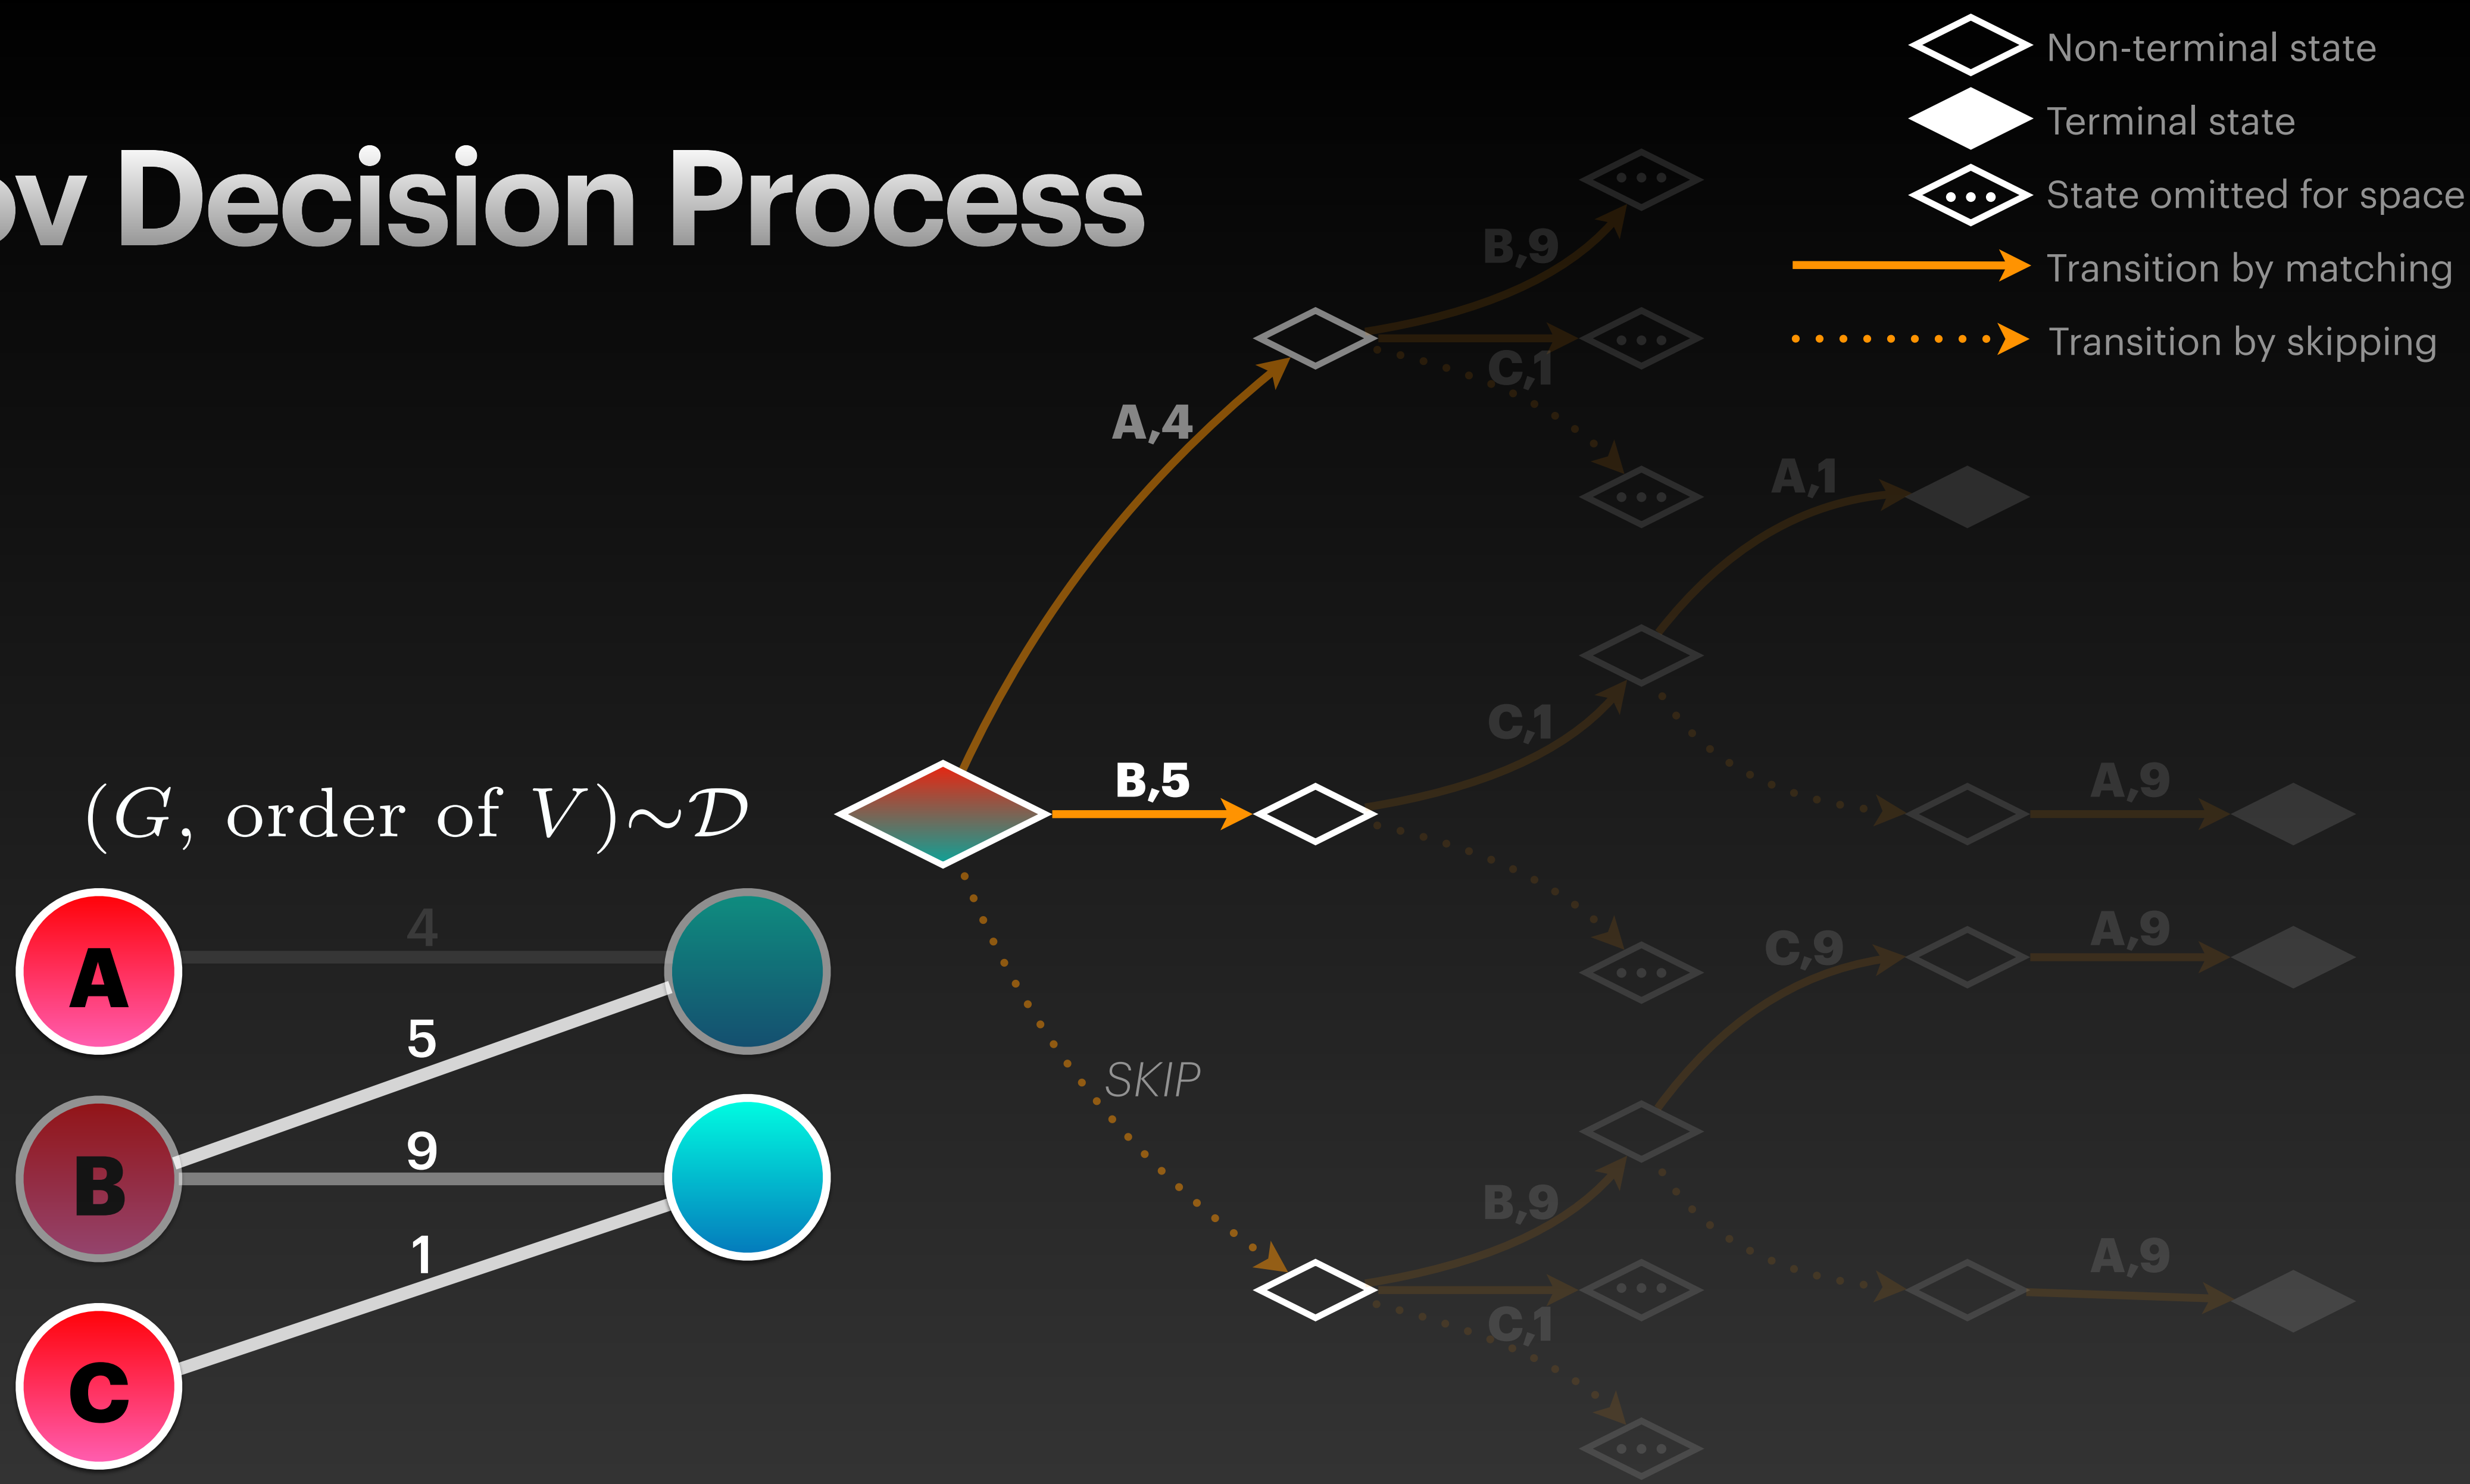 ov Decision Process
Non-terminal state
Terminal state
State omitted for space
Transition by matching
Transition by skipping
B,9
C,1
A,4
A,1
C,1
B,5
A,9
(G, order of V)~𝒟
A
4
5
B
9
1
C
C,9
A,9
SKIP
B,9
A,9
C,1